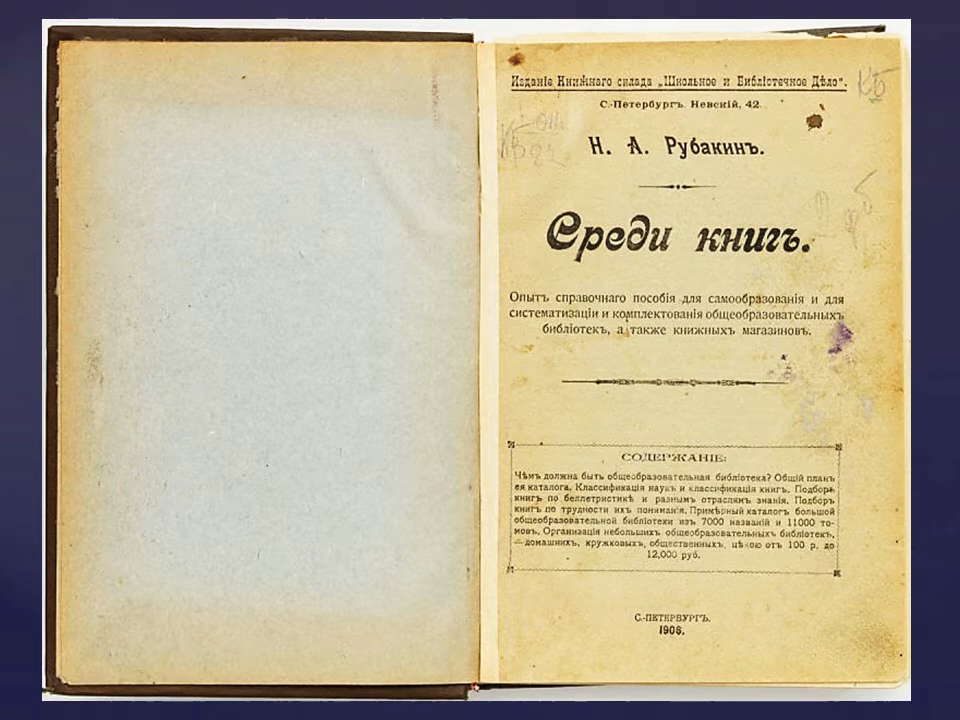 Изданіе Книжнаго склада „Школьное и Библіотечное Дѣло“.
С.-Петербургъ. Невскій, 42.
Н. А. Рубакинъ.
Среди книгъ.
Опытъ справочнаго пособія для самообразованія и для
систематизаціи и комплектованія общеобразовательныхъ
библіотекъ, а также книжныхъ магазиновъ.
СОДЕРЖАНІЕ:
Чѣмъ должна быть общеобразовательная библіотека? Общій планъ
ея каталога. Классификація наукъ и классификація книгъ. Подборъ
книгъ по беллетристикѣ и разнымъ отраслямъ знанія. Подборъ
книгъ по трудности ихъ пониманія. Примѣрный каталогъ большой
общеобразовательной библіотеки изъ 7000 названій и 11000 то-
мовъ. Организація небольшихъ общеобразовательныхъ библіотекъ,
—домашнихъ, кружковыхъ, общественныхъ, цѣною отъ 100 р. до
12,000 руб.
С.-ПЕТЕРБУРГЪ.
1906.